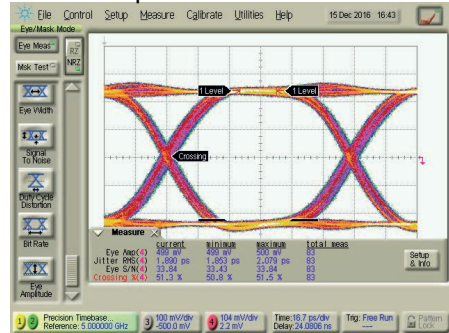 File Control Setup Measure Calibrate Utilities Help 15 Dec 2016 16:43
Eye/Mask Mode
Eye Meas
RZ
Msk Test
NRZ
Eye Width
Signal To Noise
Duty Cycle Distortion
Bit Rate
Eye Amplitude
1 Level 1 Level
Crossing
Measure
current minimum maximum total meas
Eye Amp(4) 499 mV 499 mV 500 mV 83
Jitter RMS(4) 1.890 ps 1.853 ps 2.079 ps 83
Eye S/N(4) 33.84 33.43 33.84 83
Crossing %(4) 51.3 % 50.8 % 51.5 % 83
Setup & Info
1 2 Precision Timebase... 3 100 mV/div 4 104 mV/div Time:16.7 ps/div Trig: Free Run Pattern
Reference: 5.000000 GHz -500.0 mV 2.2 mV Delay:24.0806 ns --- Lock